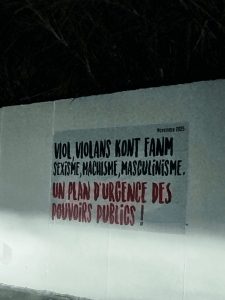 Novembre 2025
VIOL, VIOLANS KONT FANM
SEXISME, MACHISME, MASCULINISME.
UN PLAN D'URGENCE DES
POUVOIRS PUBLICS !